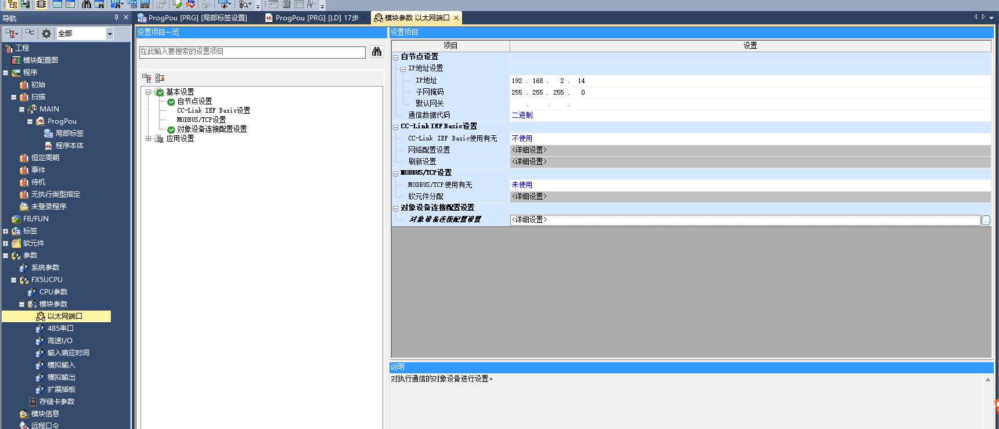 导航
全部
工程
模块配置图
程序
初始
扫描
MAIN
ProgPou
局部标签
程序本体
恒定周期
事件
待机
无执行类型指定
未登录程序
FB/FUN
标签
软元件
参数
系统参数
FX5UCPU
CPU参数
模块参数
以太网端口
485串口
高速I/O
输入响应时间
模拟输入
模拟输出
扩展插板
存储卡参数
模块信息
远程口令
ProgPou [PRG] [局部标签设置]
ProgPou [PRG] [LD] 17步
模块参数 以太网端口
设置项目一览
在此输入要搜索的设置项目
基本设置
自节点设置
CC-Link IEF Basic设置
MODBUS/TCP设置
对象设备连接配置设置
应用设置
设置项目
项目 设置
自节点设置
IP地址设置
IP地址 192 . 168 . 2 . 14
子网掩码 255 . 255 . 255 . 0
默认网关 . . .
通信数据代码 二进制
CC-Link IEF Basic设置
CC-Link IEF Basic使用有无 不使用
网络配置设置 <详细设置>
刷新设置 <详细设置>
MODBUS/TCP设置
MODBUS/TCP使用有无 未使用
软元件分配 <详细设置>
对象设备连接配置设置
对象设备连接配置设置 <详细设置>
说明
对执行通信的对象设备进行设置。